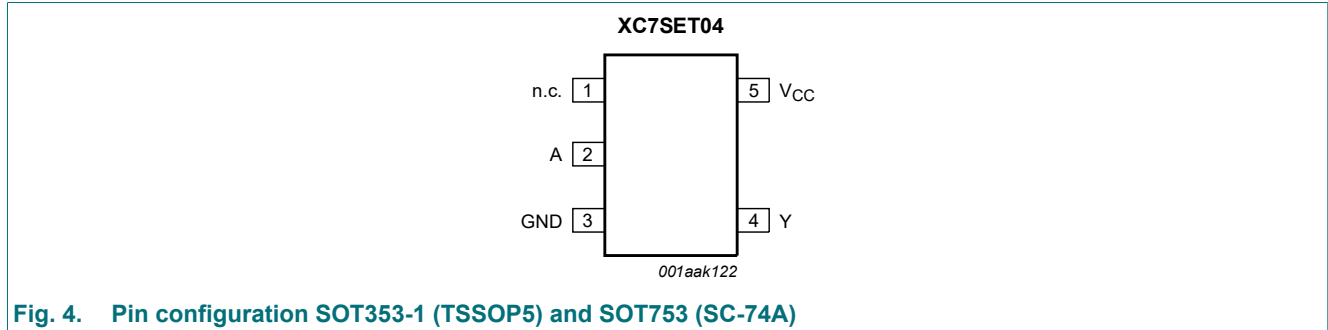 XC7SET04
n.c. 1
5 VCC
A 2
GND 3
4 Y
001aak122
Fig. 4. Pin configuration SOT353-1 (TSSOP5) and SOT753 (SC-74A)